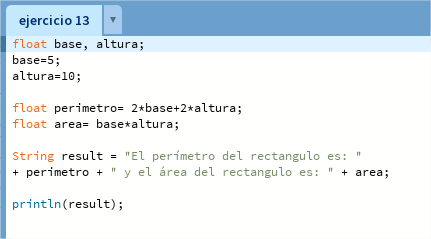 ejercicio 13 ▼
float base, altura;
base=5;
altura=10;
float perimetro= 2*base+2*altura;
float area= base*altura;
String result = "El perímetro del rectangulo es: "
+ perimetro + " y el área del rectangulo es: " + area;
println(result);